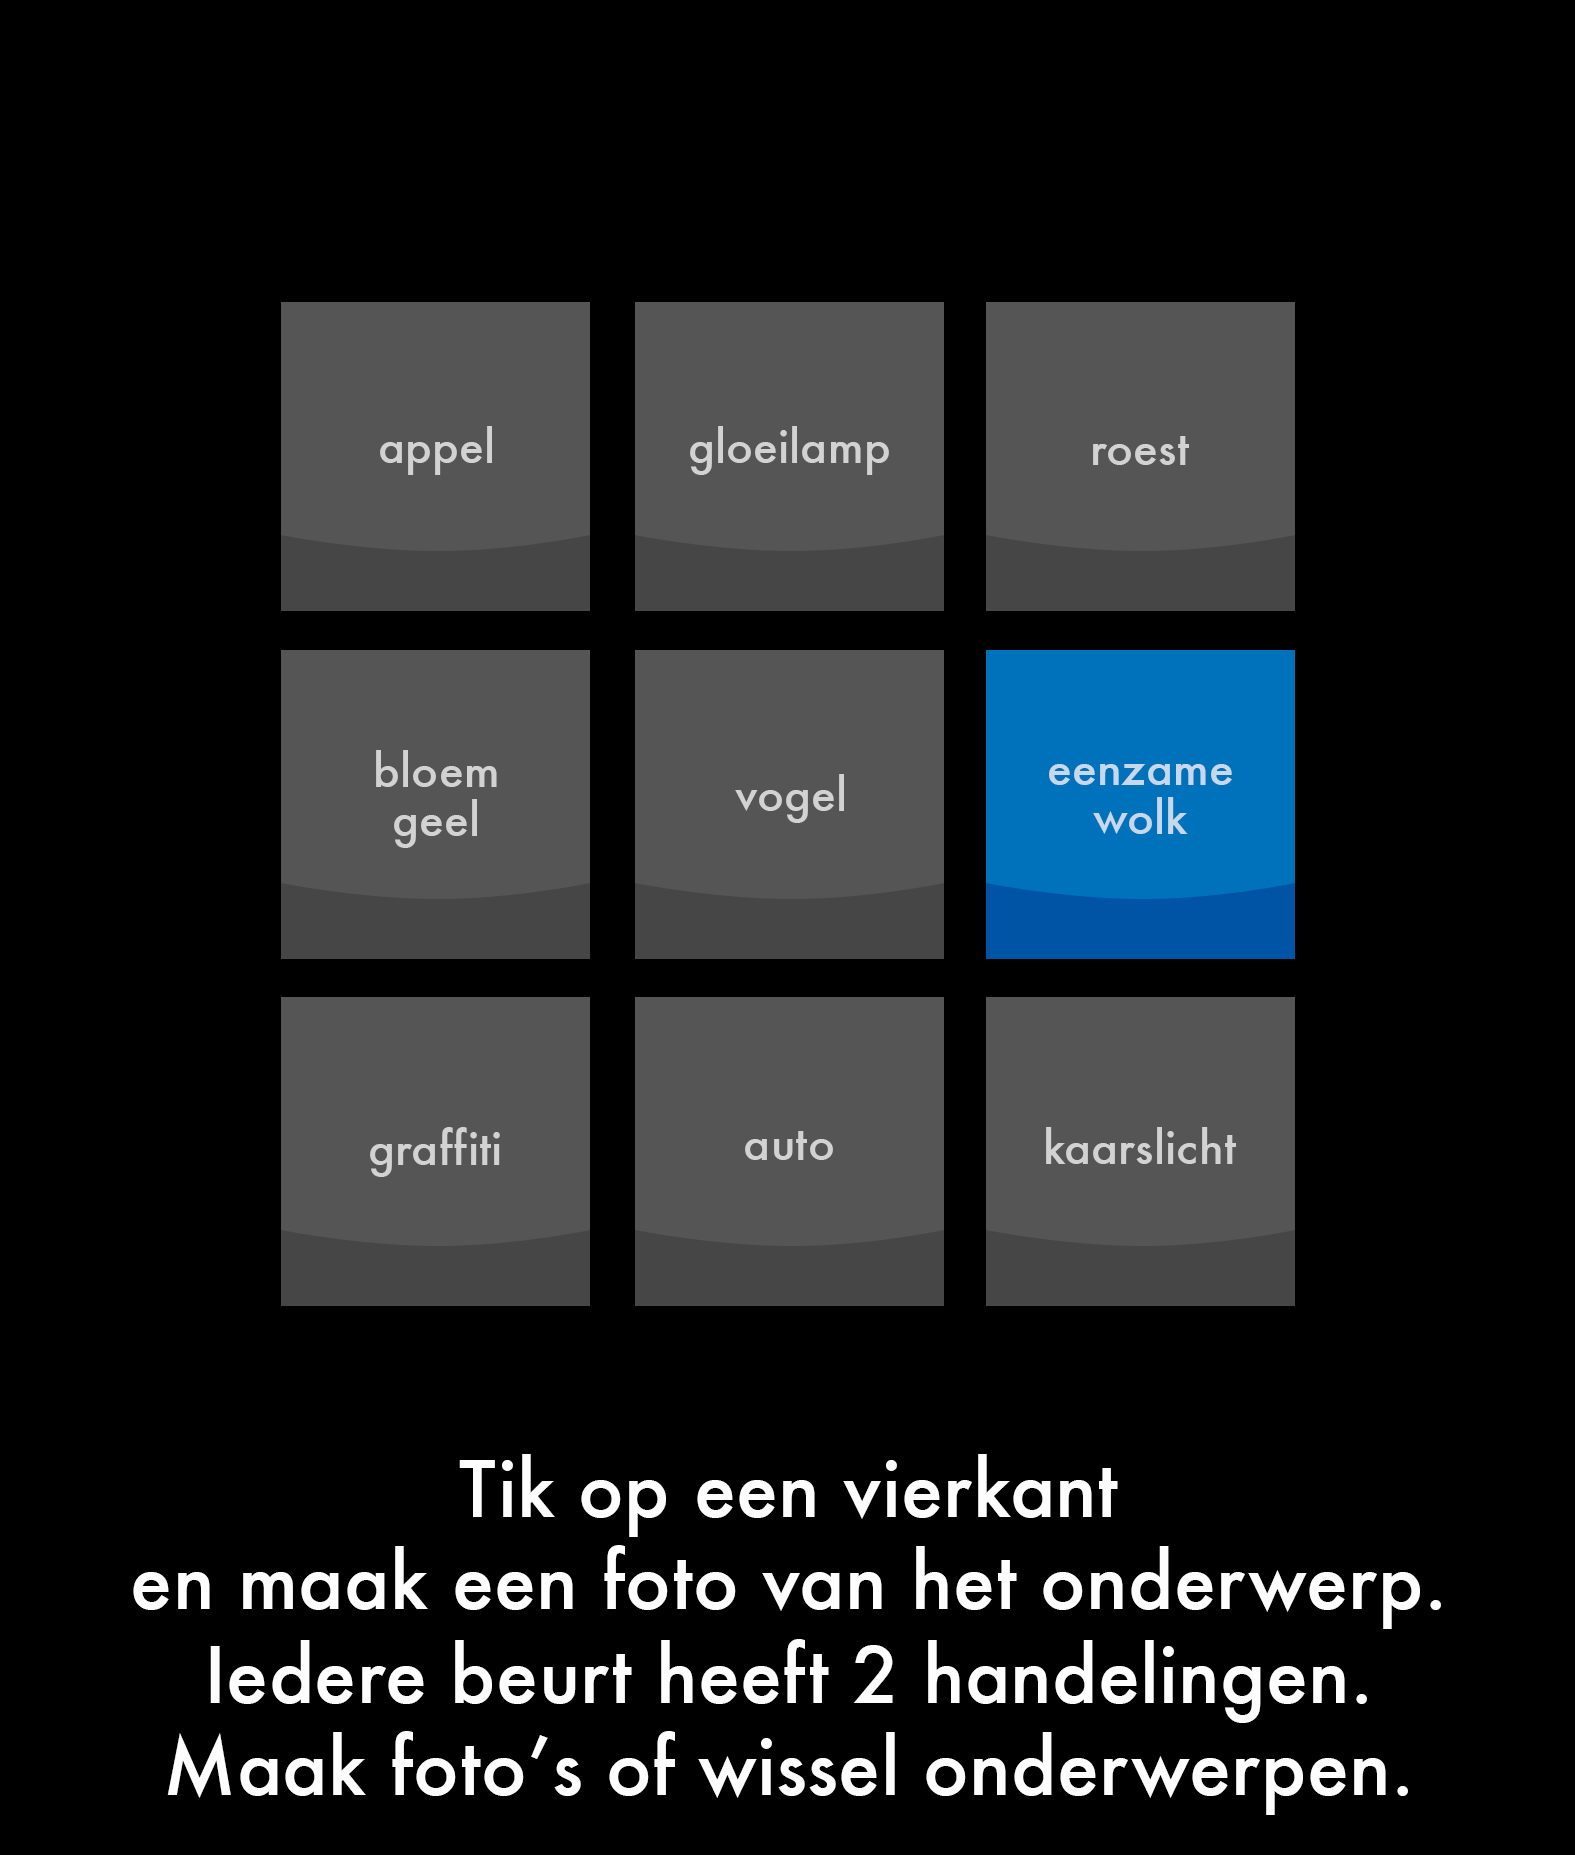 appel
gloeilamp
roest
bloem
geel
vogel
eenzame
wolk
graffiti
auto
kaarslicht
Tik op een vierkant
en maak een foto van het onderwerp.
Iedere beurt heeft 2 handelingen.
Maak foto’s of wissel onderwerpen.